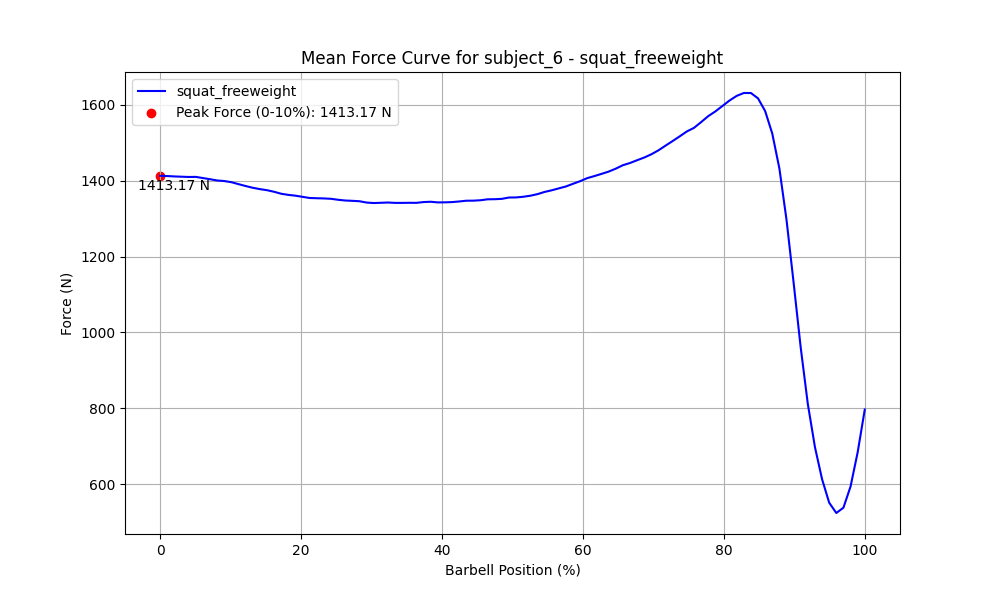 Mean Force Curve for subject_6 - squat_freeweight
squat_freeweight
Peak Force (0-10%): 1413.17 N
1413.17 N
1600
1400
1200
1000
800
600
Force (N)
0 20 40 60 80 100
Barbell Position (%)